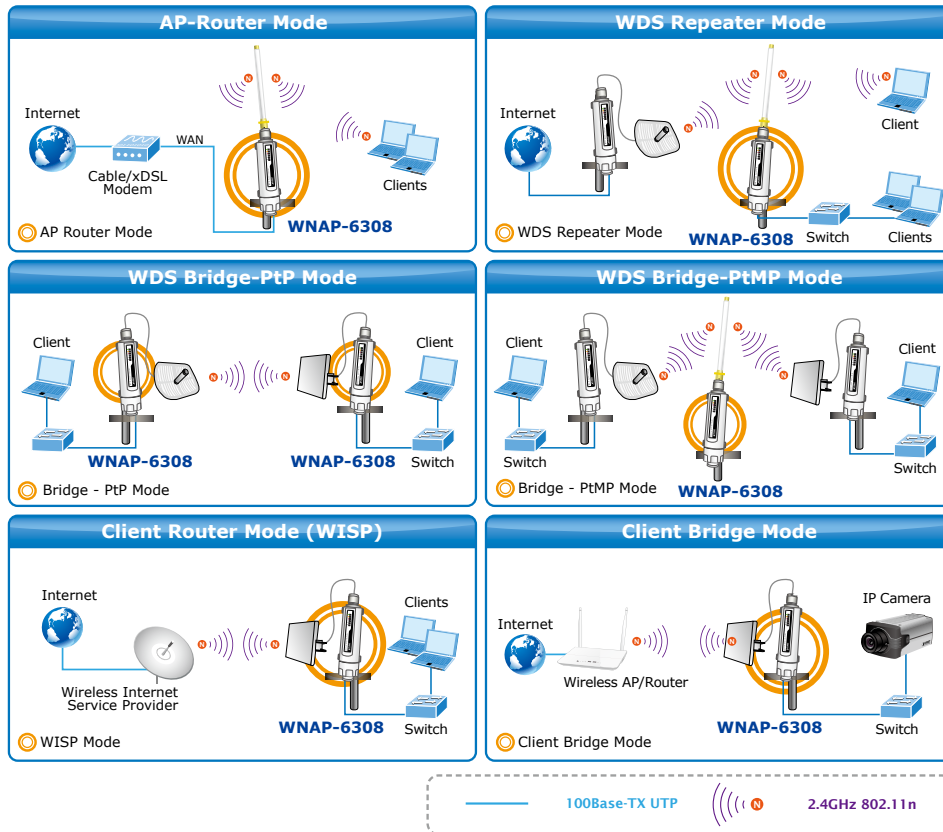 AP-Router Mode
Internet
WAN
Cable/xDSL
Modem
Clients
WNAP-6308
AP Router Mode
WDS Repeater Mode
Internet
Client
WNAP-6308
Switch
Clients
WDS Repeater Mode
WDS Bridge-PtP Mode
Client
Client
WNAP-6308
WNAP-6308
Switch
Bridge - PtP Mode
WDS Bridge-PtMP Mode
Client
Client
Switch
Switch
WNAP-6308
Bridge - PtMP Mode
Client Router Mode (WISP)
Internet
Clients
Wireless Internet
Service Provider
WNAP-6308
Switch
WISP Mode
Client Bridge Mode
Internet
IP Camera
Wireless AP/Router
WNAP-6308
Switch
Client Bridge Mode
100Base-TX UTP
N
2.4GHz 802.11n